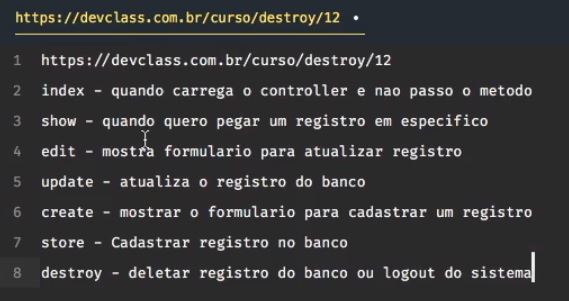 https://devclass.com.br/curso/destroy/12 •
1 https://devclass.com.br/curso/destroy/12
2 index - quando carrega o controller e nao passo o metodo
3 show - quando quero pegar um registro em especifico
4 edit - mostra formulario para atualizar registro
5 update - atualiza o registro do banco
6 create - mostrar o formulario para cadastrar um registro
7 store - Cadastrar registro no banco
8 destroy - deletar registro do banco ou logout do sistema